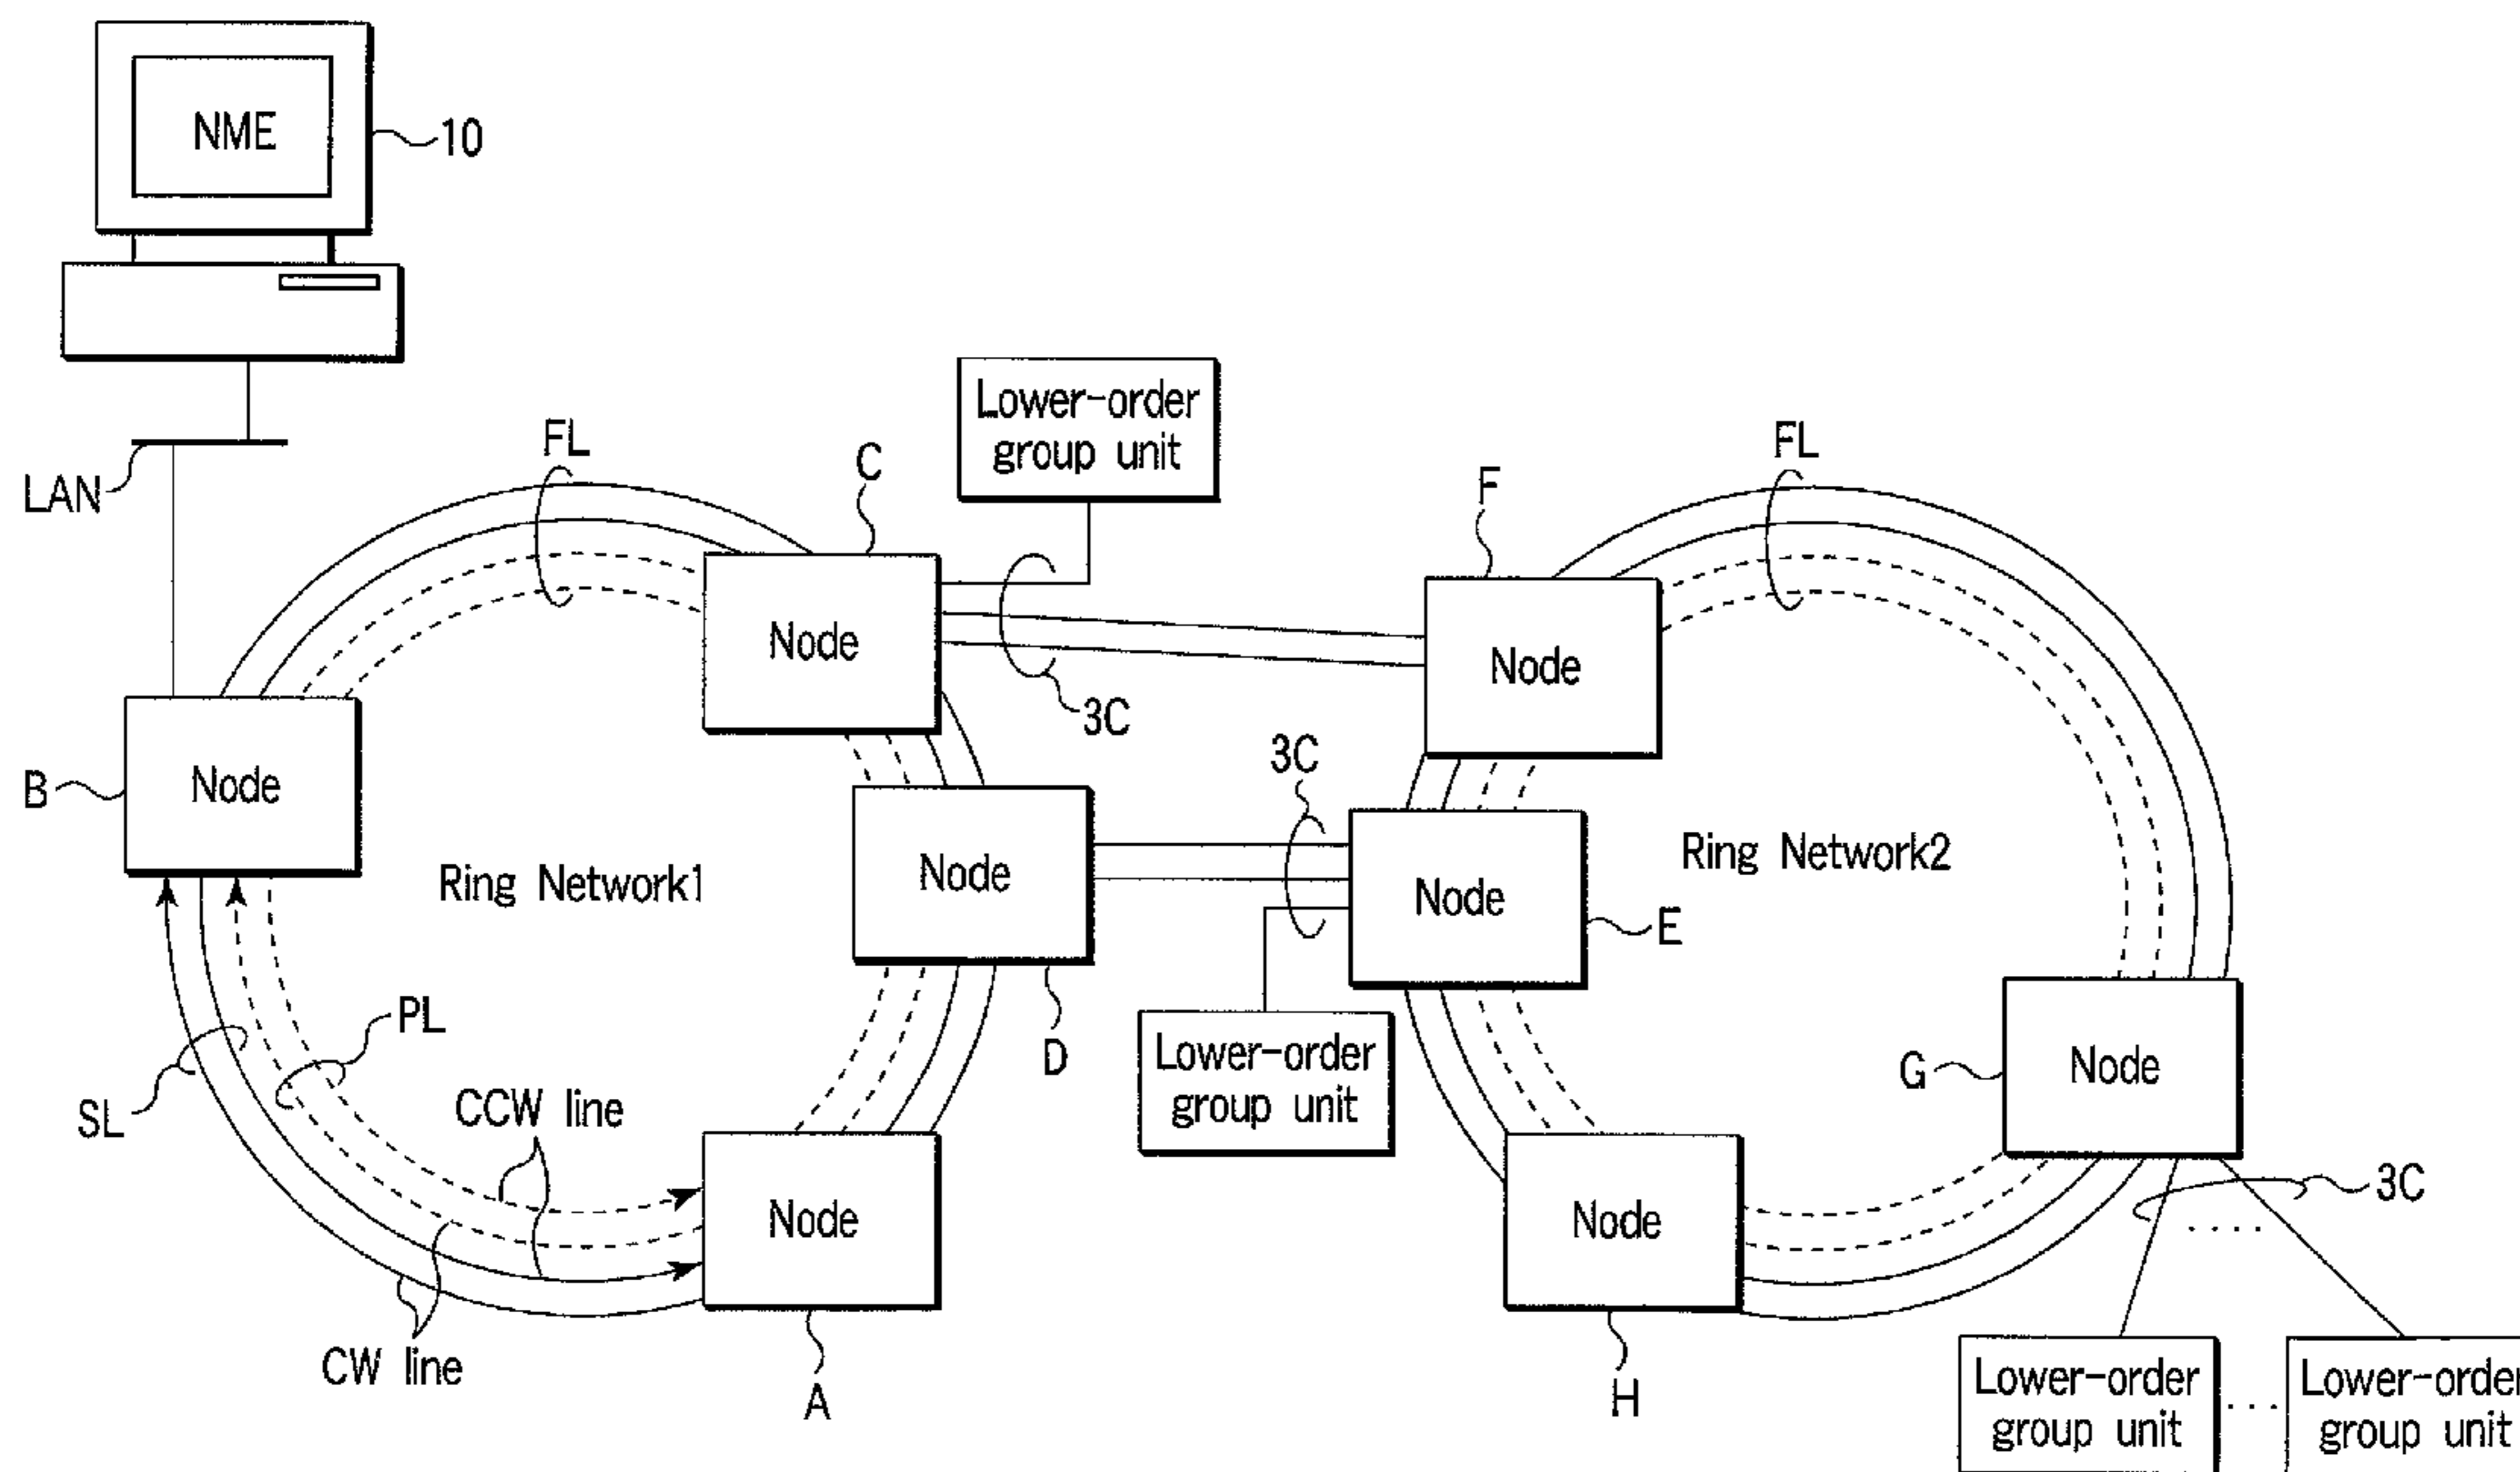 NME
10
LAN
FL
C
Lower-order
group unit
F
FL
Node
3C
Node
B
Node
3C
Ring Network1
Node
Ring Network2
Node
E
PL
SL
CCW line
D
Lower-order
group unit
G
Node
Node
Node
3C
. . . .
CW line
A
H
Lower-order
group unit
. . .
Lower-order
group unit